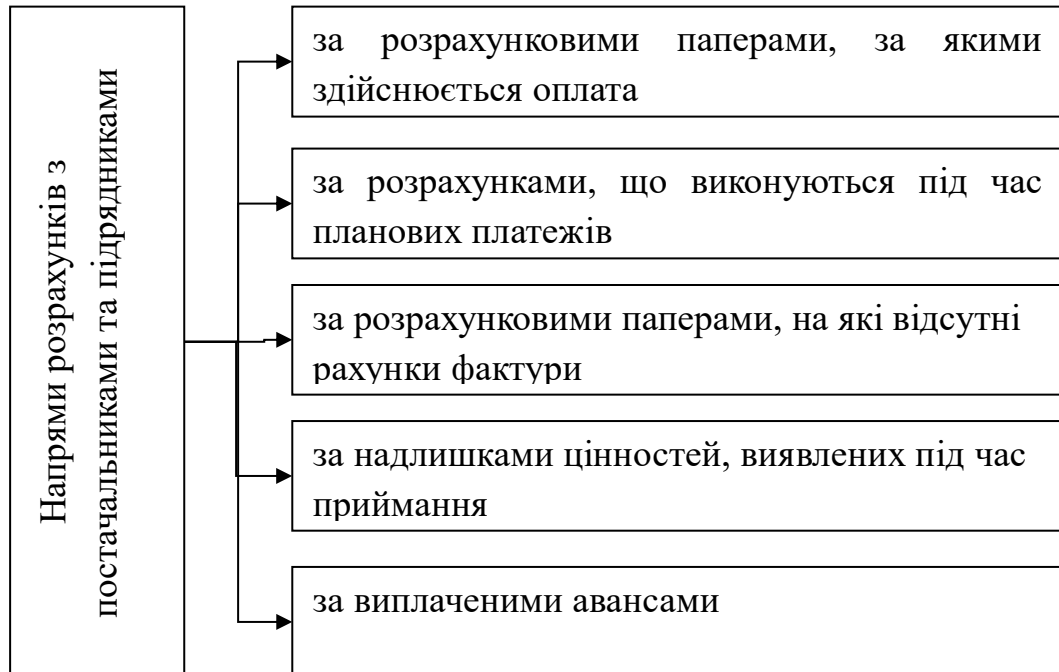 Напрями розрахунків з
постачальниками та підрядниками
за розрахунковими паперами, за якими
здійснюється оплата
за розрахунками, що виконуються під час
планових платежів
за розрахунковими паперами, на які відсутні
рахунки фактури
за надлишками цінностей, виявлених під час
приймання
за виплаченими авансами